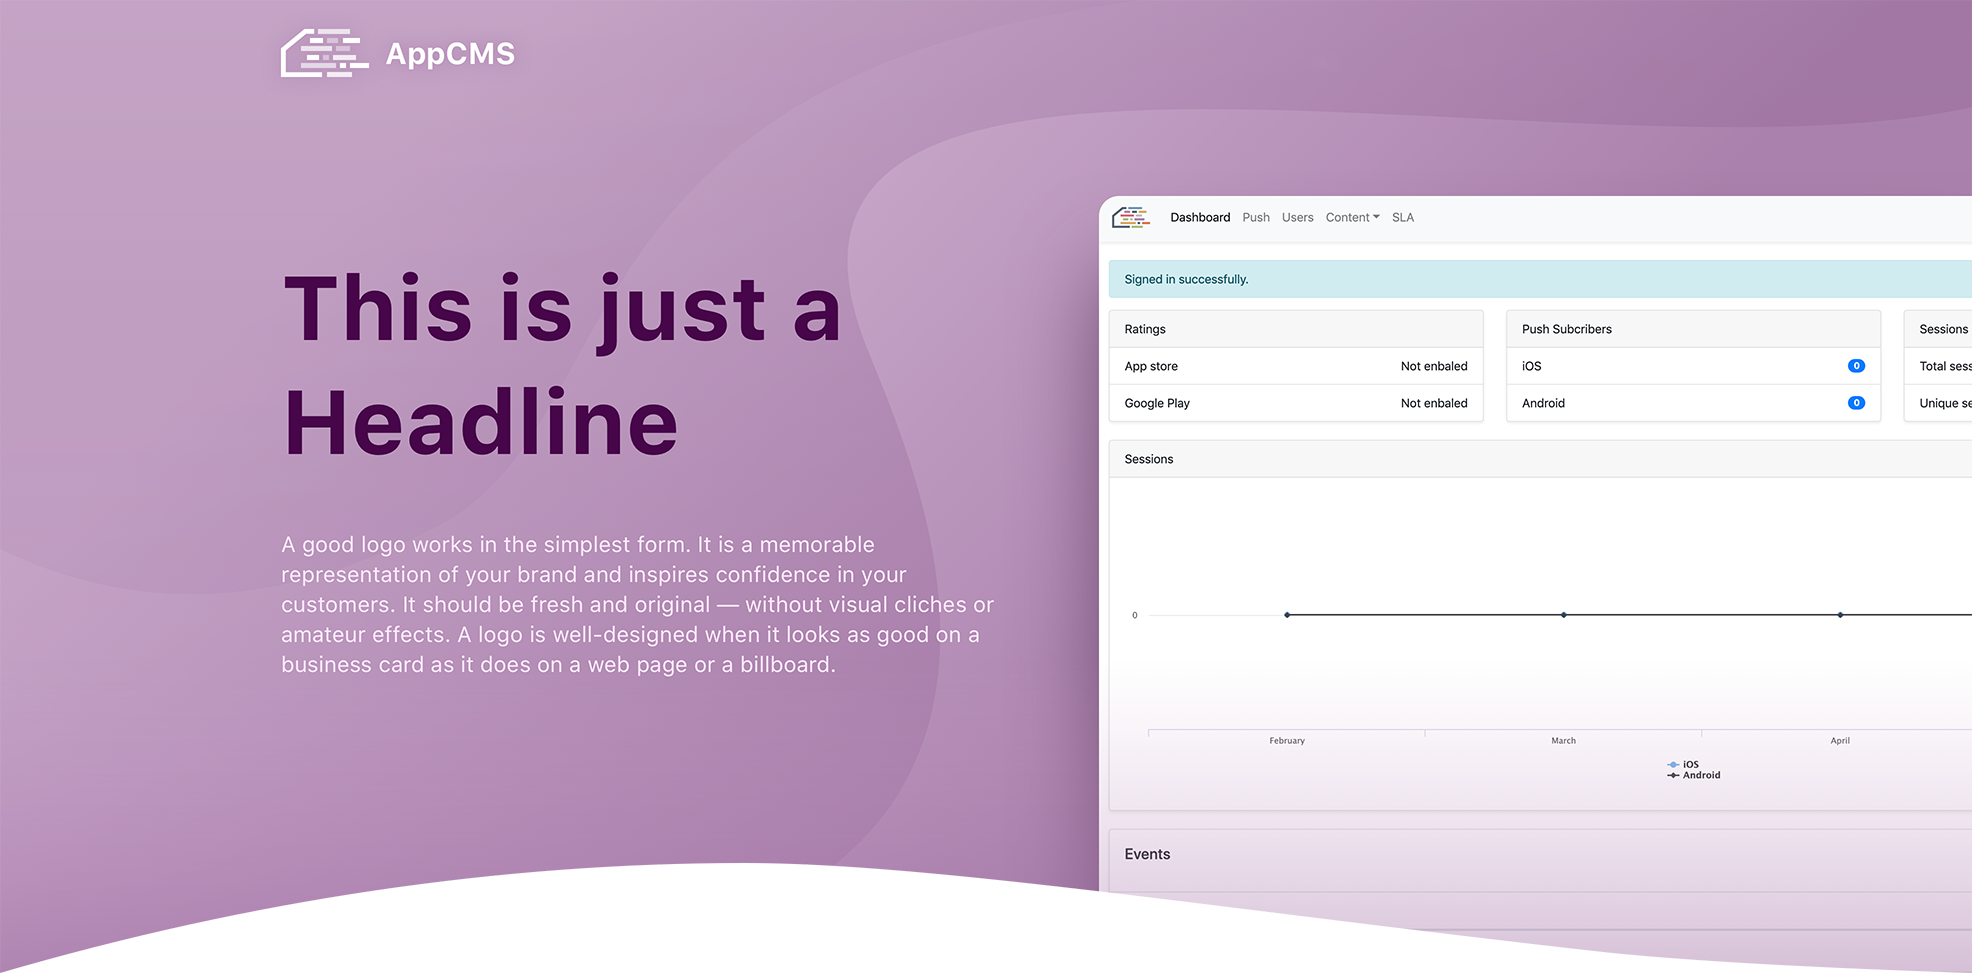 AppCMS
This is just a
Headline
A good logo works in the simplest form. It is a memorable
representation of your brand and inspires confidence in your
customers. It should be fresh and original — without visual cliches or
amateur effects. A logo is well-designed when it looks as good on a
business card as it does on a web page or a billboard.
Dashboard Push Users Content SLA
Signed in successfully.
Ratings
App store Not enbaled
Google Play Not enbaled
Push Subcribers
iOS 0
Android 0
Sessions
Total sess
Unique se
Sessions
0
February March April
iOS
Android
Events